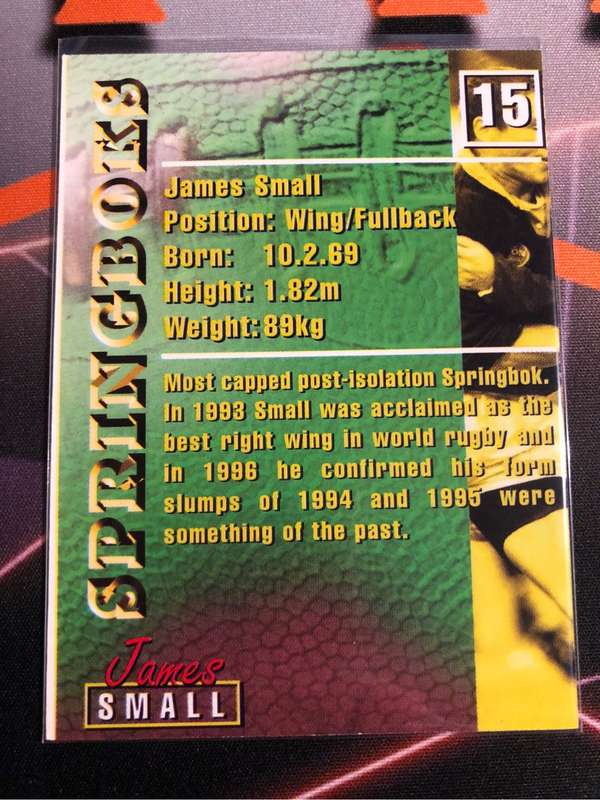 SPRINGBOKS
15
James Small
Position: Wing/Fullback
Born: 10.2.69
Height: 1.82m
Weight: 89kg
Most capped post-isolation Springbok.
In 1993 Small was acclaimed as the
best right wing in world rugby and
in 1996 he confirmed his form
slumps of 1994 and 1995 were
something of the past.
James
SMALL